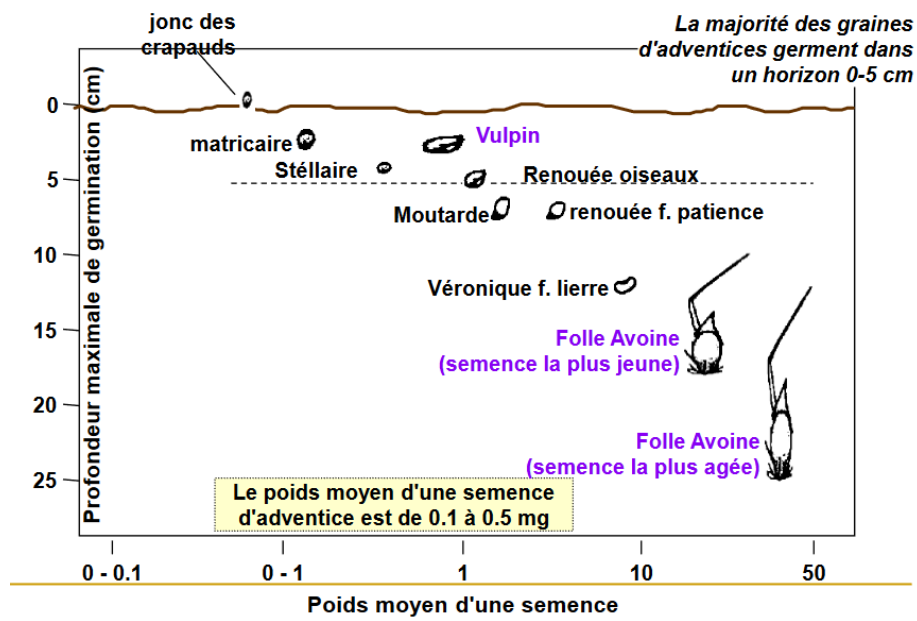 jonc des
crapauds
La majorité des graines
d'adventices germent dans
un horizon 0-5 cm
Profondeur maximale de germination (cm)
0
5
10
15
20
25
matricaire
Vulpin
Stéllaire
Renouée oiseaux
Moutarde
renouée f. patience
Véronique f. lierre
Folle Avoine
(semence la plus jeune)
Folle Avoine
(semence la plus agée)
Le poids moyen d'une semence
d'adventice est de 0.1 à 0.5 mg
0 - 0.1
0 - 1
1
10
50
Poids moyen d'une semence